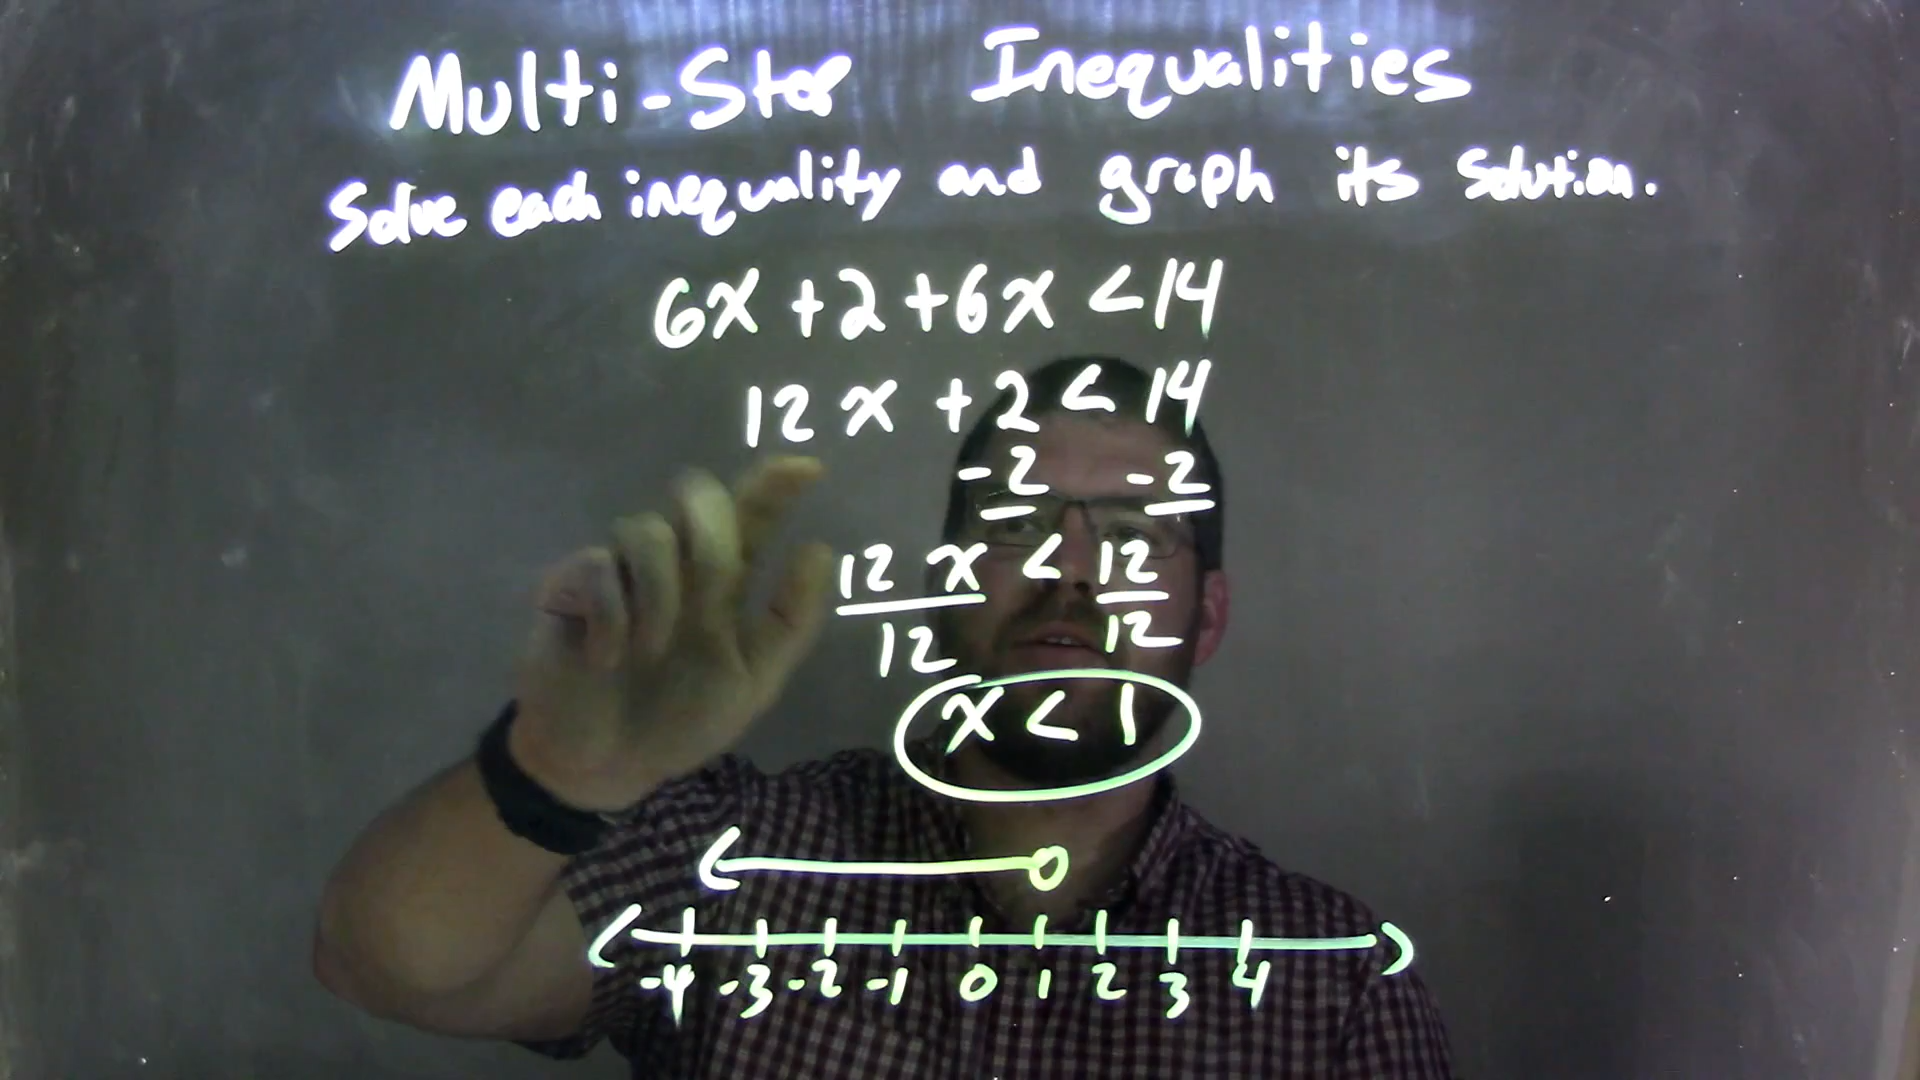 Multi-Step Inequalities
Solve each inequality and graph its solution.
6x + 2 + 6x < 14
12x + 2 < 14
-2 -2
12x < 12
12 12
x < 1
-4 -3 -2 -1 0 1 2 3 4